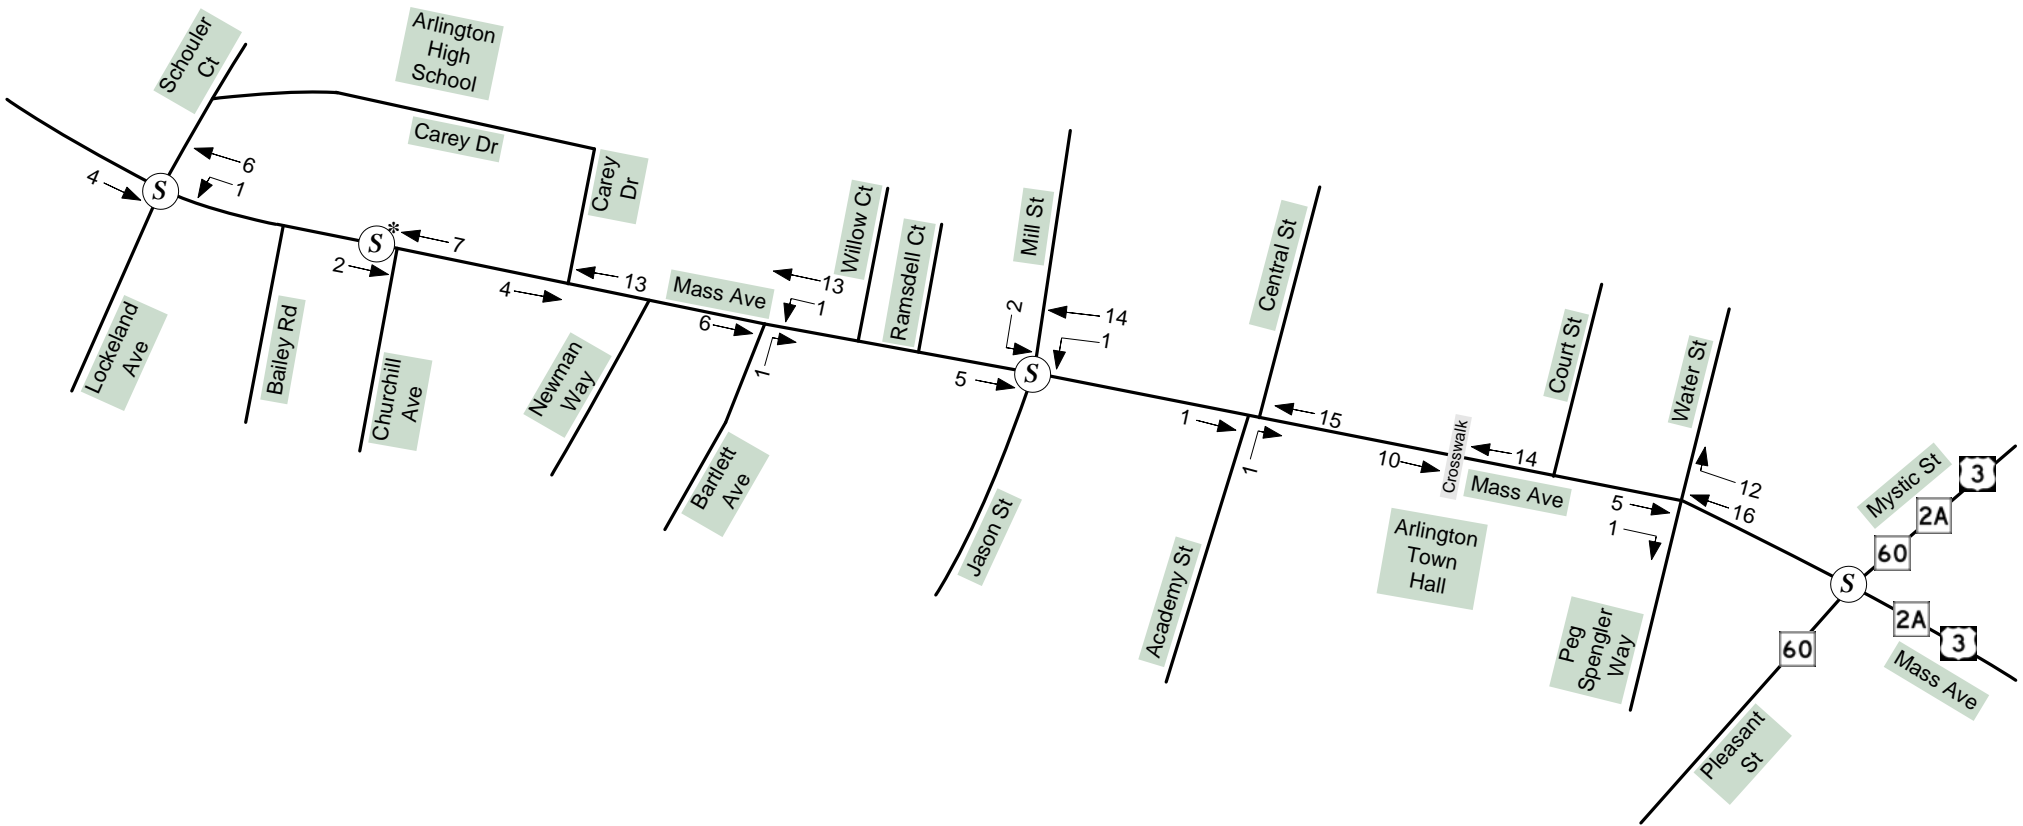 Schouler
Ct
Arlington
High
School
Carey Dr
Carey
Dr
6
1
4
S
Lockeland
Ave
Bailey Rd
S
*
7
2
Churchill
Ave
4
13
Newman
Way
Mass Ave
13
1
6
1
Bartlett
Ave
Willow Ct
Ramsdell Ct
Mill St
2
14
1
5
S
Jason St
Central St
15
1
1
Academy St
Crosswalk
10
14
Mass Ave
Arlington
Town
Hall
Court St
Water St
12
16
5
1
Peg
Spengler
Way
Mystic St
3
2A
60
S
2A
3
Mass Ave
60
Pleasant
St